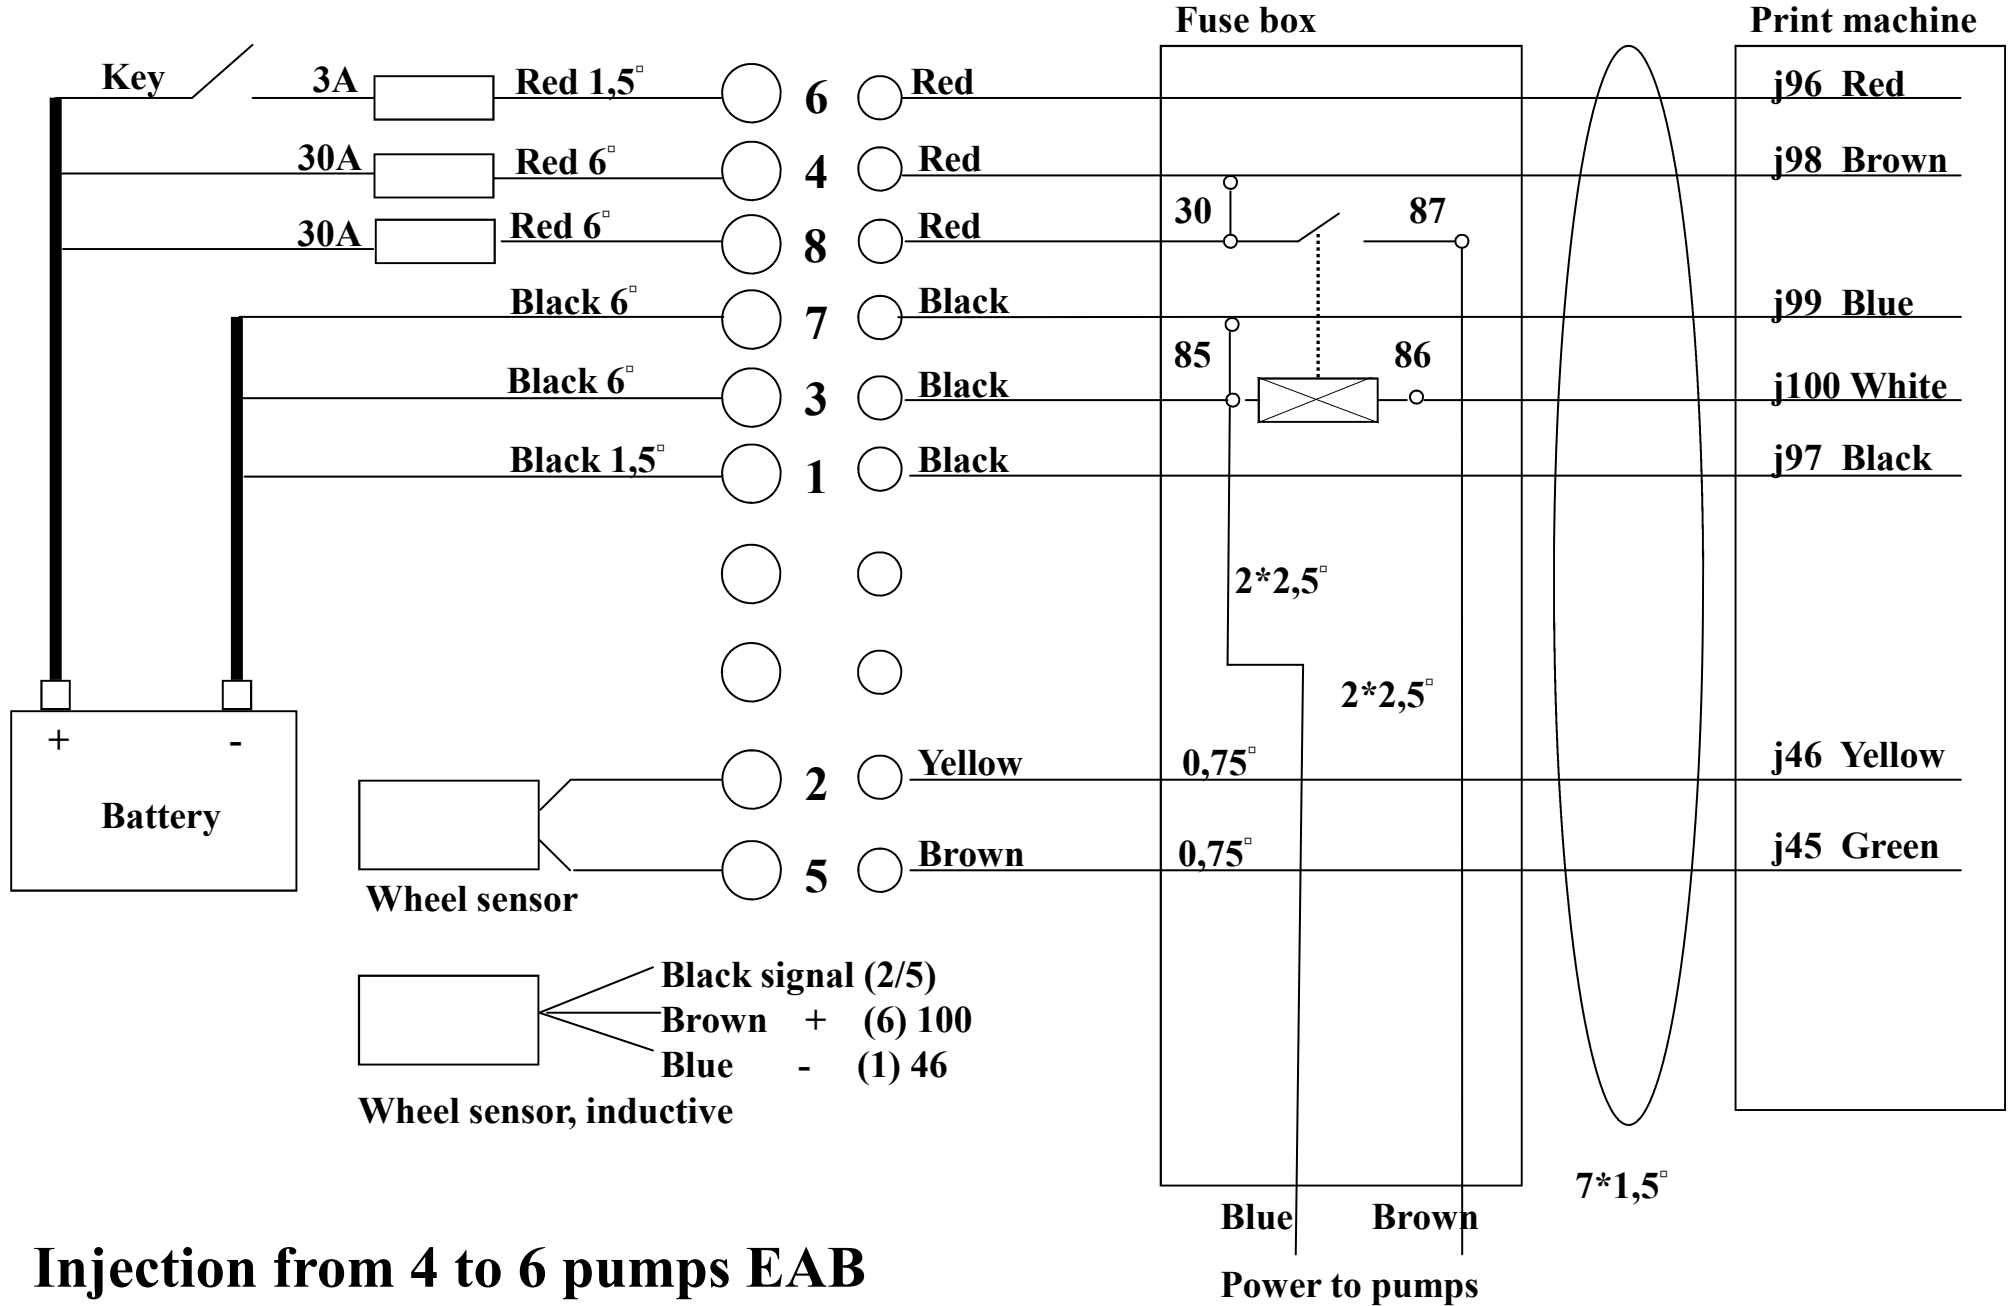 Fuse box Print machine
Key 3A Red 1,5□ 6 Red j96 Red
30A Red 6□ 4 Red j98 Brown
30A Red 6□ 8 Red 30 87
Black 6□ 7 Black j99 Blue
85 86
Black 6□ 3 Black j100 White
Black 1,5□ 1 Black j97 Black
2*2,5□
2*2,5□
+ -
Battery
2 Yellow 0,75□ j46 Yellow
5 Brown 0,75□ j45 Green
Wheel sensor
Black signal (2/5)
Brown + (6) 100
Blue - (1) 46
Wheel sensor, inductive
7*1,5□
Blue Brown
Power to pumps
Injection from 4 to 6 pumps EAB